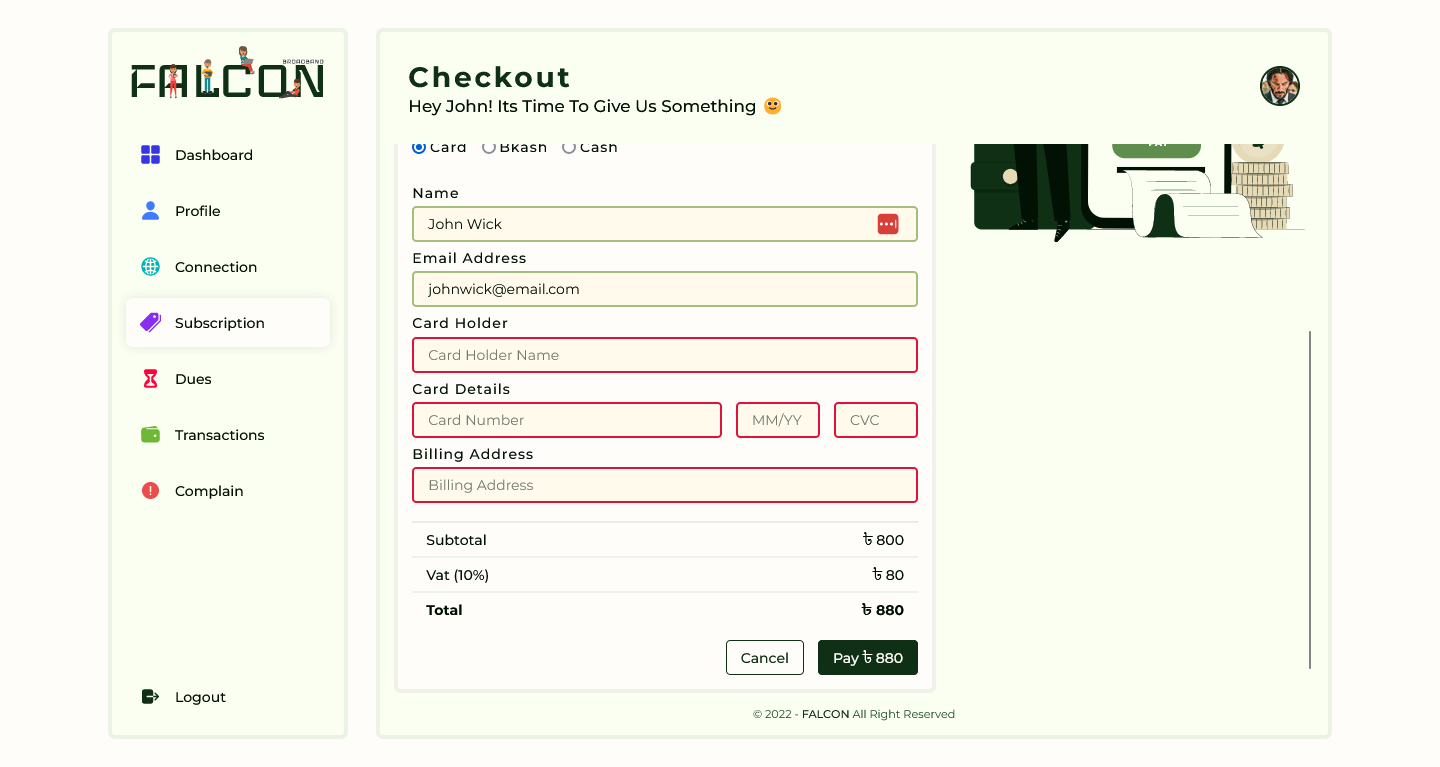 FALCON
BROADBAND
Dashboard
Profile
Connection
Subscription
Dues
Transactions
Complain
Logout
Checkout
Hey John! Its Time To Give Us Something
Card Bkash Cash
Name
John Wick
Email Address
johnwick@email.com
Card Holder
Card Holder Name
Card Details
Card Number MM/YY CVC
Billing Address
Billing Address
Subtotal ৳ 800
Vat (10%) ৳ 80
Total ৳ 880
Cancel Pay ৳ 880
© 2022 - FALCON All Right Reserved